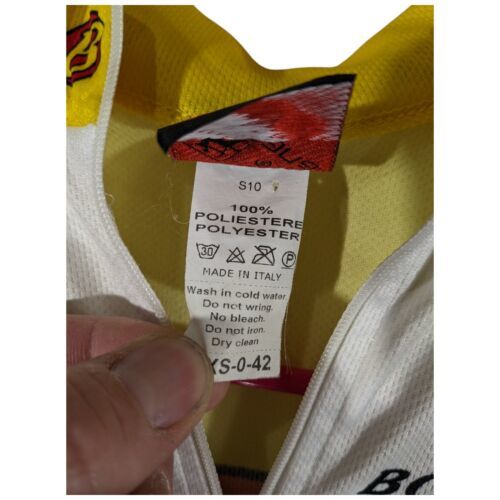 S10
100%
POLIESTERE
POLYESTER
30
P
MADE IN ITALY
Wash in cold water.
Do not wring.
No bleach.
Do not iron.
Dry clean
XS-0-42
BO